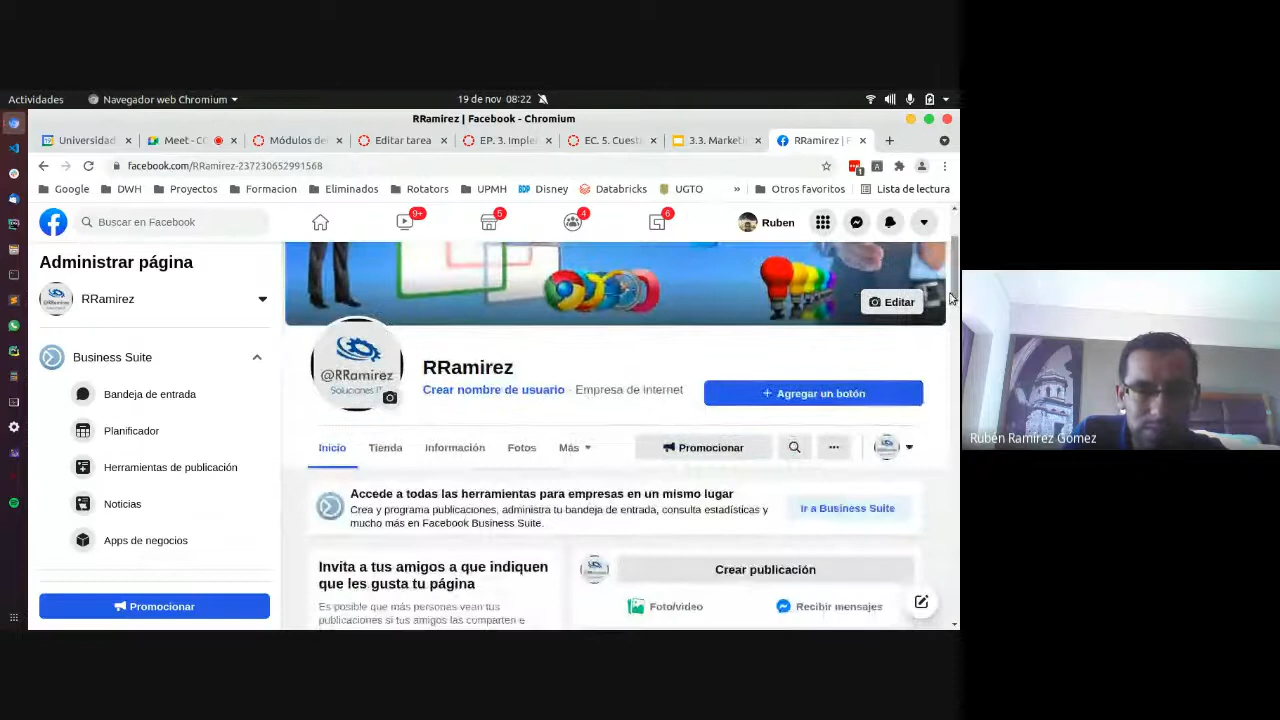 Actividades
Navegador web Chromium
19 de nov 08:22
RRamirez | Facebook - Chromium
Universidad
Meet - CC
Módulos de
Editar tarea
EP. 3. Imple
EC. 5. Cuest
3.3. Marketi
RRamirez | F
facebook.com/RRamirez-237230652991568
1
Google
DWH
Proyectos
Formacion
Eliminados
Rotators
UPMH
BDP Disney
Databricks
UGTO
»
Otros favoritos
Lista de lectura
Buscar en Facebook
9+
5
4
6
Ruben
Administrar página
RRamirez
Business Suite
Bandeja de entrada
Planificador
Herramientas de publicación
Noticias
Apps de negocios
Promocionar
Editar
@RRamirez
Soluciones IT
RRamirez
Crear nombre de usuario · Empresa de internet
+ Agregar un botón
Inicio
Tienda
Información
Fotos
Más
Promocionar
Accede a todas las herramientas para empresas en un mismo lugar
Crea y programa publicaciones, administra tu bandeja de entrada, consulta estadísticas y
mucho más en Facebook Business Suite.
Ir a Business Suite
Invita a tus amigos a que indiquen
que les gusta tu página
Es posible que más persones vean tus
publicaciones si tus amigos las comparten e
Crear publicación
Foto/video
Recibir mensajes
Rubén Ramírez Gómez